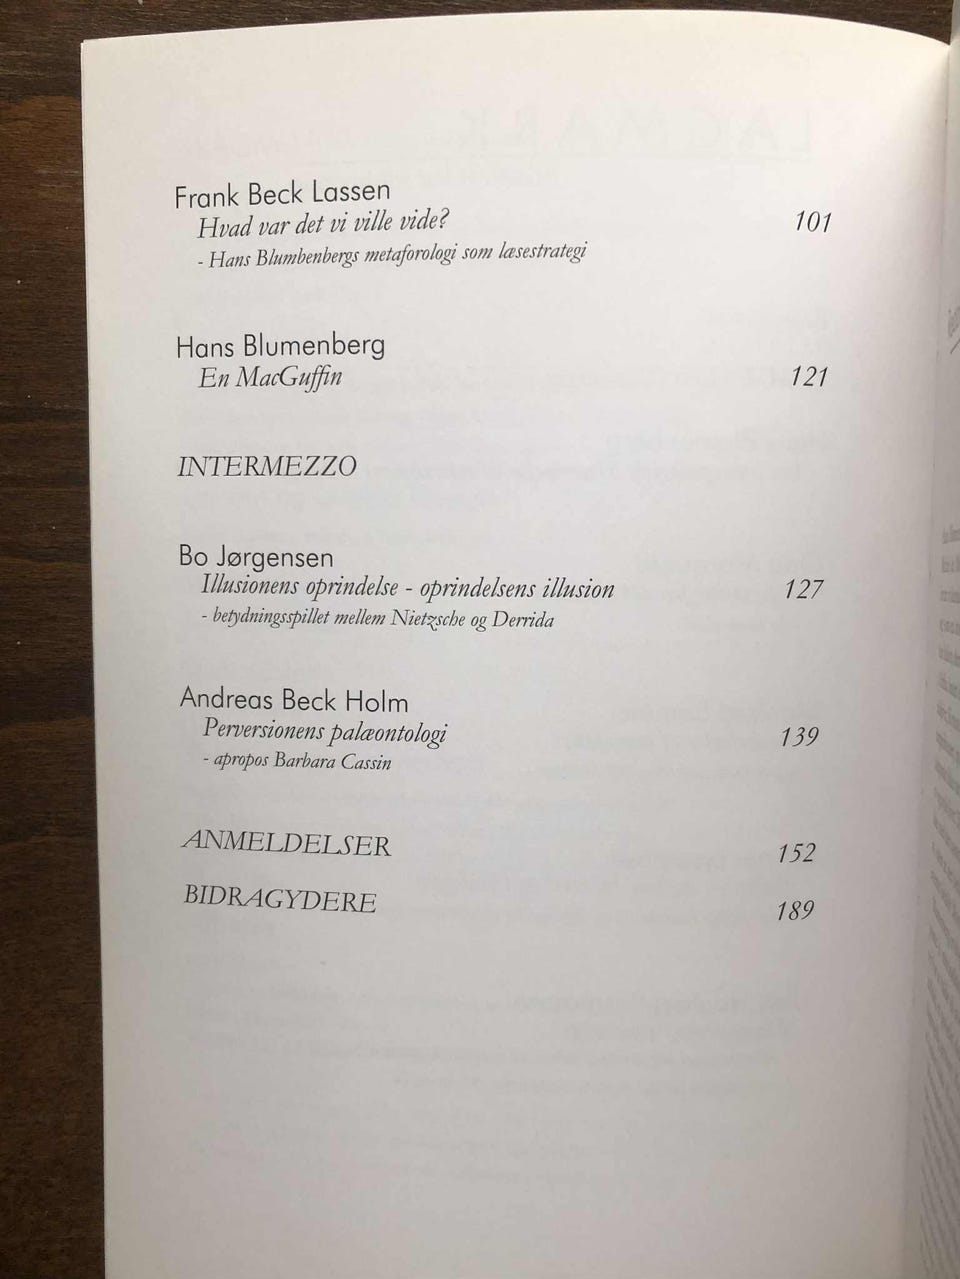 Frank Beck Lassen
Hvad var det vi ville vide? 101
- Hans Blumbenbergs metaforologi som læsestrategi
Hans Blumenberg
En MacGuffin 121
INTERMEZZO
Bo Jørgensen
Illusionens oprindelse - oprindelsens illusion 127
- betydningsspillet mellem Nietzsche og Derrida
Andreas Beck Holm
Perversionens palæontologi 139
- apropos Barbara Cassin
ANMELDELSER 152
BIDRAGYDERE 189